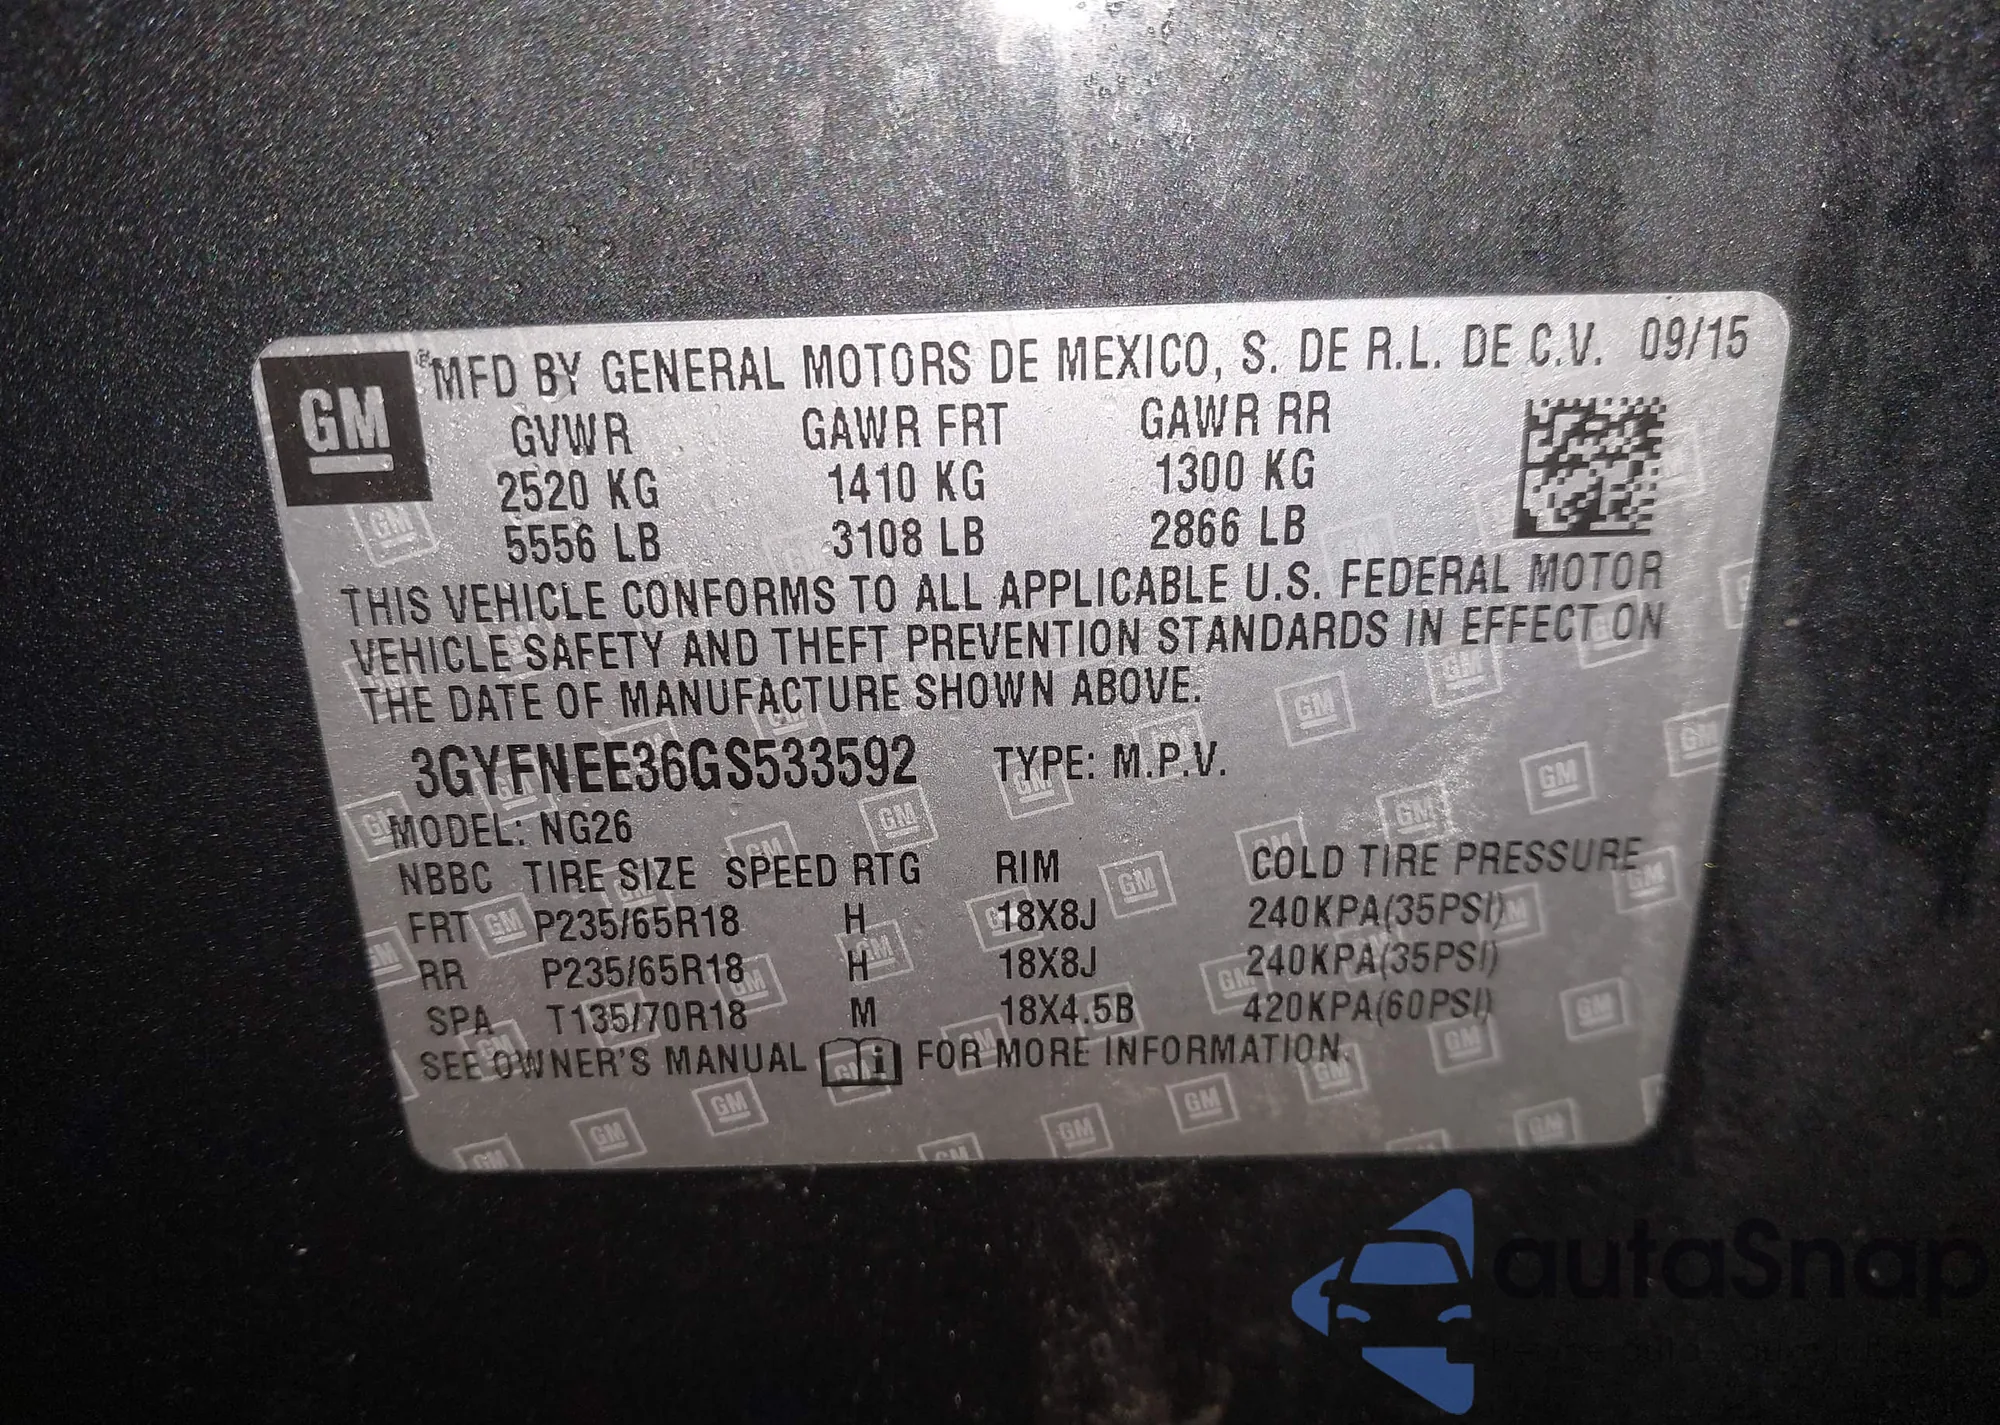 GM
® MFD BY GENERAL MOTORS DE MEXICO, S. DE R.L. DE C.V. 09/15
GVWR GAWR FRT GAWR RR
2520 KG 1410 KG 1300 KG
5556 LB 3108 LB 2866 LB
THIS VEHICLE CONFORMS TO ALL APPLICABLE U.S. FEDERAL MOTOR
VEHICLE SAFETY AND THEFT PREVENTION STANDARDS IN EFFECT ON
THE DATE OF MANUFACTURE SHOWN ABOVE.
3GYFNEE36GS533592 TYPE: M.P.V.
MODEL: NG26
NBBC TIRE SIZE SPEED RTG RIM COLD TIRE PRESSURE
FRT P235/65R18 H 18X8J 240KPA(35PSI)
RR P235/65R18 H 18X8J 240KPA(35PSI)
SPA T135/70R18 M 18X4.5B 420KPA(60PSI)
SEE OWNER'S MANUAL i FOR MORE INFORMATION.
autaSnap